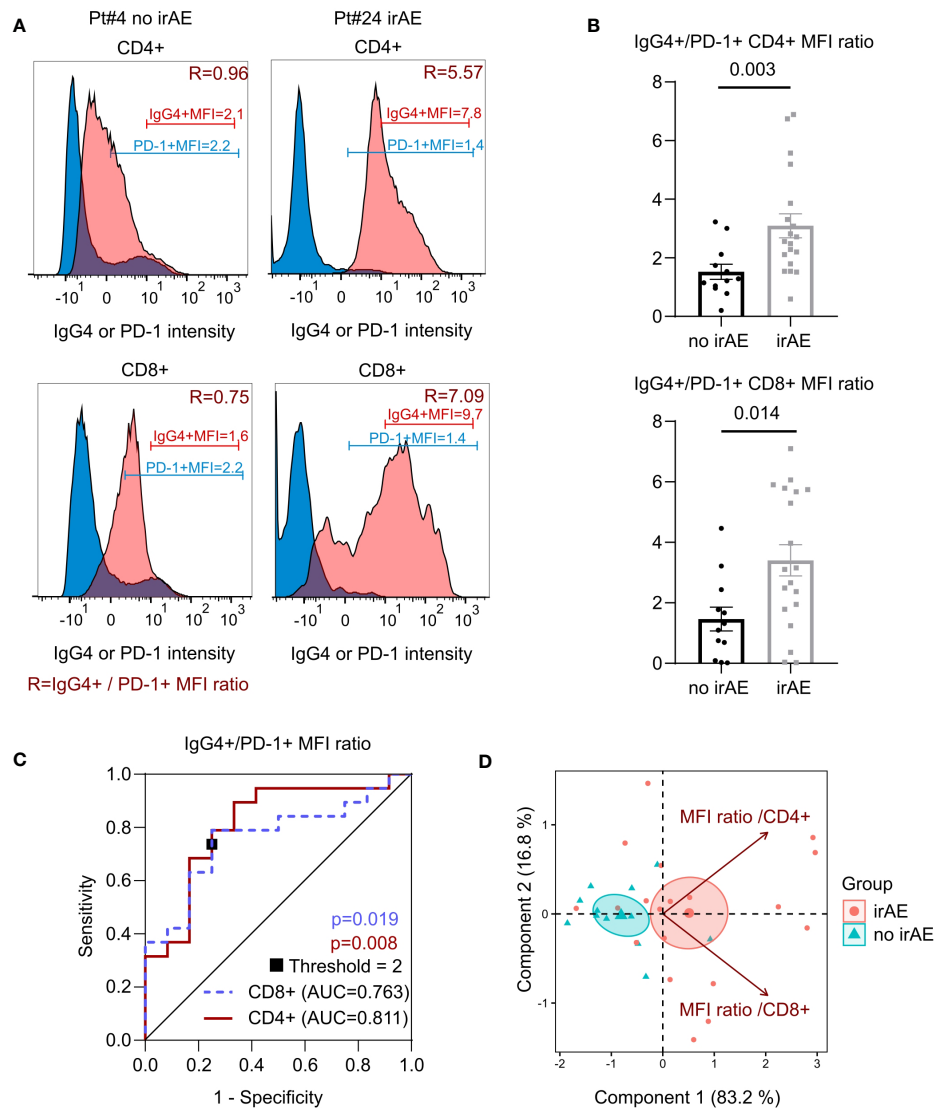 A
Pt#4 no irAE
Pt#24 irAE
CD4+
CD4+
R=0.96
IgG4+MFI=2.1
PD-1+MFI=2.2
-10¹ 0 10¹ 10² 10³
IgG4 or PD-1 intensity
R=5.57
IgG4+MFI=7.8
PD-1+MFI=1.4
-10¹ 0 10¹ 10² 10³
IgG4 or PD-1 intensity
CD8+
R=0.75
IgG4+MFI=1.6
PD-1+MFI=2.2
-10¹ 0 10¹ 10² 10³
IgG4 or PD-1 intensity
CD8+
R=7.09
IgG4+MFI=9.7
PD-1+MFI=1.4
-10¹ 0 10¹ 10² 10³
IgG4 or PD-1 intensity
R=IgG4+ / PD-1+ MFI ratio
B
IgG4+/PD-1+ CD4+ MFI ratio
0.003
8
6
4
2
0
no irAE irAE
IgG4+/PD-1+ CD8+ MFI ratio
0.014
8
6
4
2
0
no irAE irAE
C
IgG4+/PD-1+ MFI ratio
Sensitivity
1.0
0.8
0.6
0.4
0.2
0.0
p=0.019
p=0.008
Threshold = 2
CD8+ (AUC=0.763)
CD4+ (AUC=0.811)
0.0 0.2 0.4 0.6 0.8 1.0
1 - Specificity
D
Component 2 (16.8 %)
1
0
-1
MFI ratio /CD4+
MFI ratio /CD8+
-2 -1 0 1 2 3
Component 1 (83.2 %)
Group
irAE
no irAE